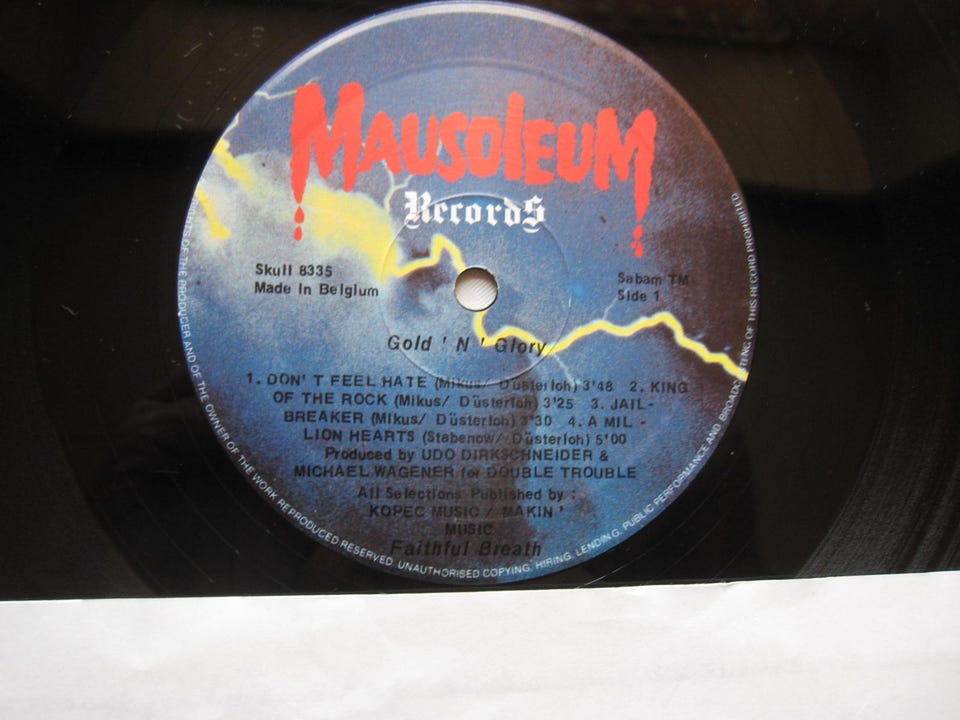 MAUSOLEUM
Records
Skull 8335
Made In Belgium
Sabam TM
Side 1
Gold ' N ' Glory
1. DON' T FEEL HATE (Mikus/ Düsterloh) 3'48 2. KING
OF THE ROCK (Mikus/ Düsterloh) 3'25 3. JAIL-
BREAKER (Mikus/ Düsterloh) 3'30 4. A MIL -
LION HEARTS (Stabenow/ Düsterloh) 5'00
Produced by UDO DIRKSCHNEIDER &
MICHAEL WAGENER for DOUBLE TROUBLE
All Selections Published by :
KOPEC MUSIC / MAKIN '
MUSIC
Faithful Breath
OF THE PRODUCER AND OF THE OWNER OF THE WORK REPRODUCED RESERVED. UNAUTHORISED COPYING, HIRING, LENDING, PUBLIC PERFORMANCE AND BROADCASTING OF THIS RECORD PROHIBITED